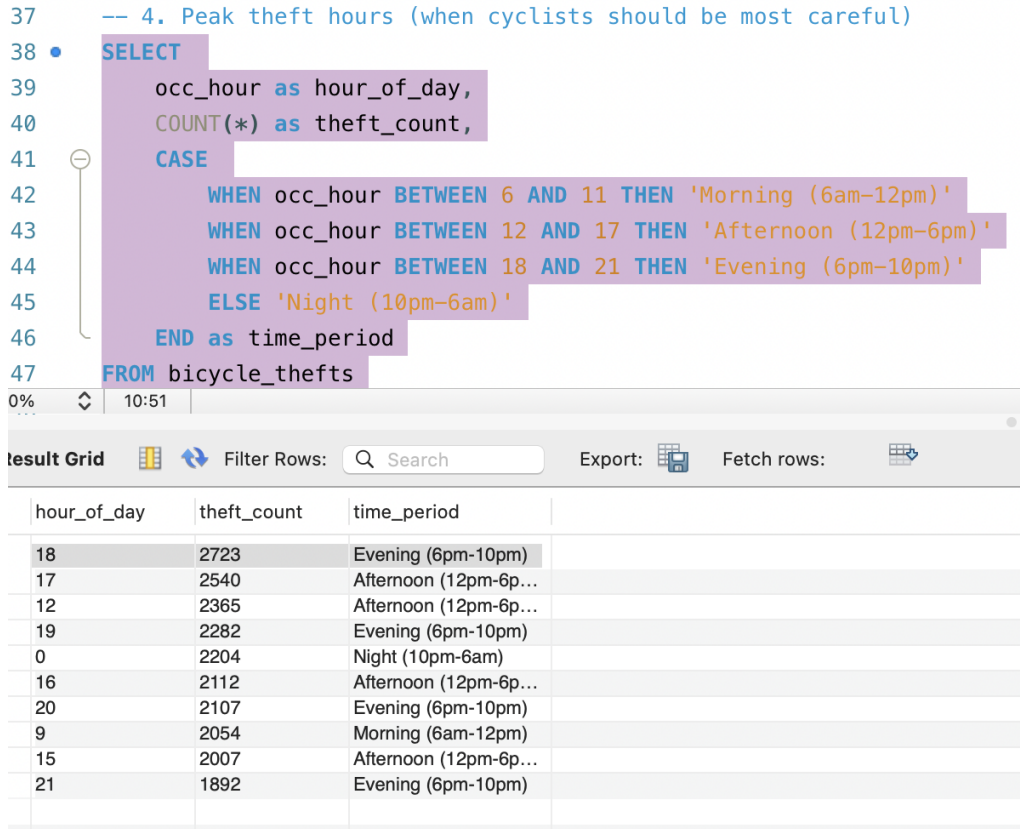 37 -- 4. Peak theft hours (when cyclists should be most careful)
38 SELECT
39 occ_hour as hour_of_day,
40 COUNT(*) as theft_count,
41 CASE
42 WHEN occ_hour BETWEEN 6 AND 11 THEN 'Morning (6am-12pm)'
43 WHEN occ_hour BETWEEN 12 AND 17 THEN 'Afternoon (12pm-6pm)'
44 WHEN occ_hour BETWEEN 18 AND 21 THEN 'Evening (6pm-10pm)'
45 ELSE 'Night (10pm-6am)'
46 END as time_period
47 FROM bicycle_thefts
0% 10:51
Result Grid Filter Rows: Search Export: Fetch rows:
hour_of_day theft_count time_period
18 2723 Evening (6pm-10pm)
17 2540 Afternoon (12pm-6p...
12 2365 Afternoon (12pm-6p...
19 2282 Evening (6pm-10pm)
0 2204 Night (10pm-6am)
16 2112 Afternoon (12pm-6p...
20 2107 Evening (6pm-10pm)
9 2054 Morning (6am-12pm)
15 2007 Afternoon (12pm-6p...
21 1892 Evening (6pm-10pm)